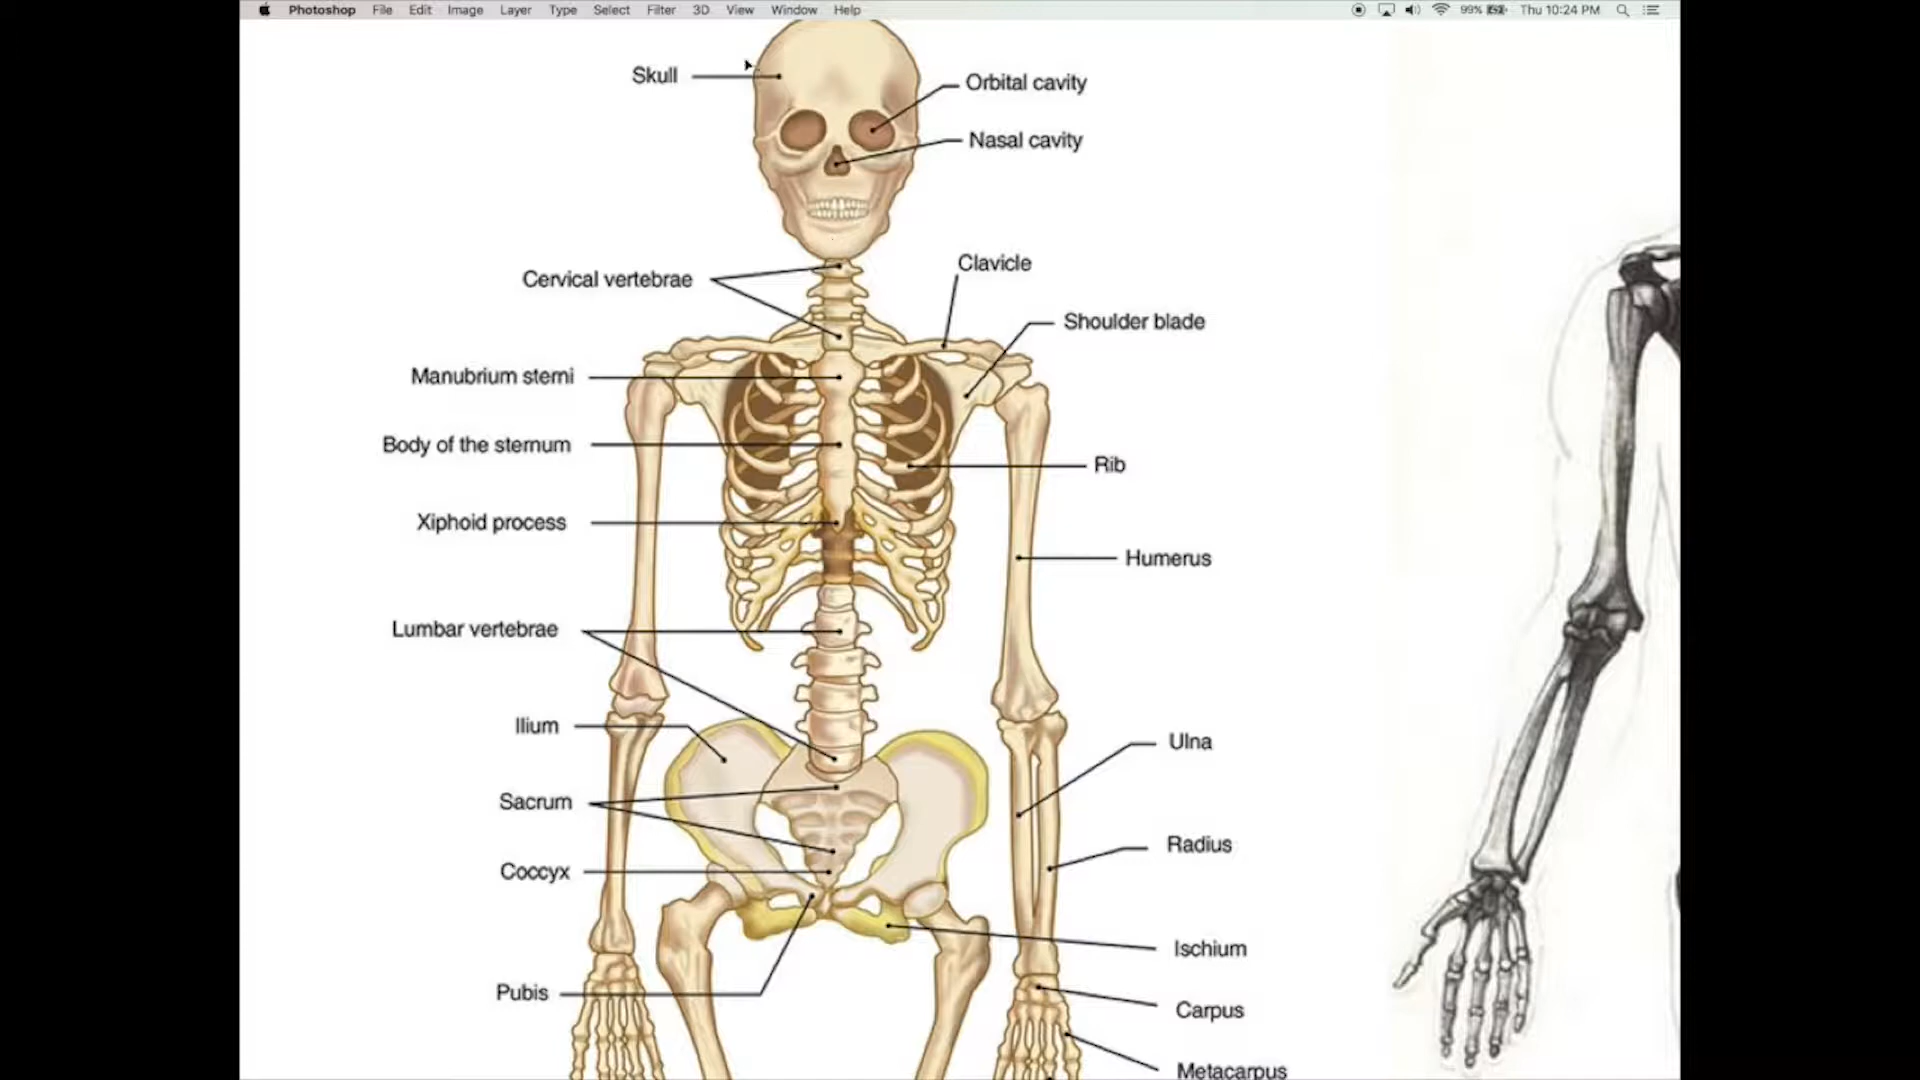 Photoshop File Edit Image Layer Type Select Filter 3D View Window Help 99% Thu 10:24 PM
Skull
Orbital cavity
Nasal cavity
Cervical vertebrae
Clavicle
Shoulder blade
Manubrium sterni
Body of the sternum
Rib
Xiphoid process
Humerus
Lumbar vertebrae
Ilium
Ulna
Sacrum
Radius
Coccyx
Ischium
Pubis
Carpus
Metacarpus